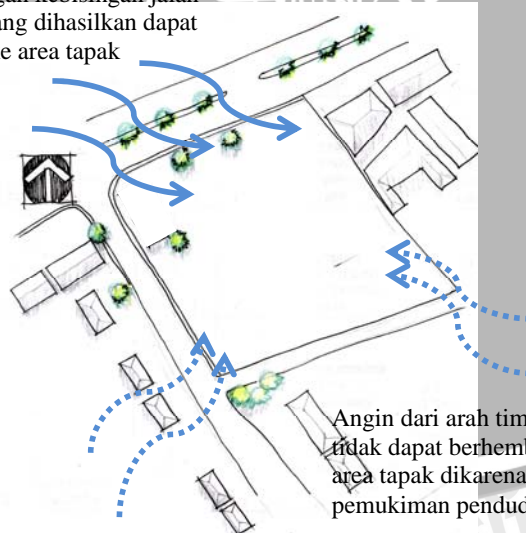 kebisingan jalan
ang dihasilkan dapat
e area tapak
Angin dari arah tim
tidak dapat berhemb
area tapak dikarena
pemukiman pendud